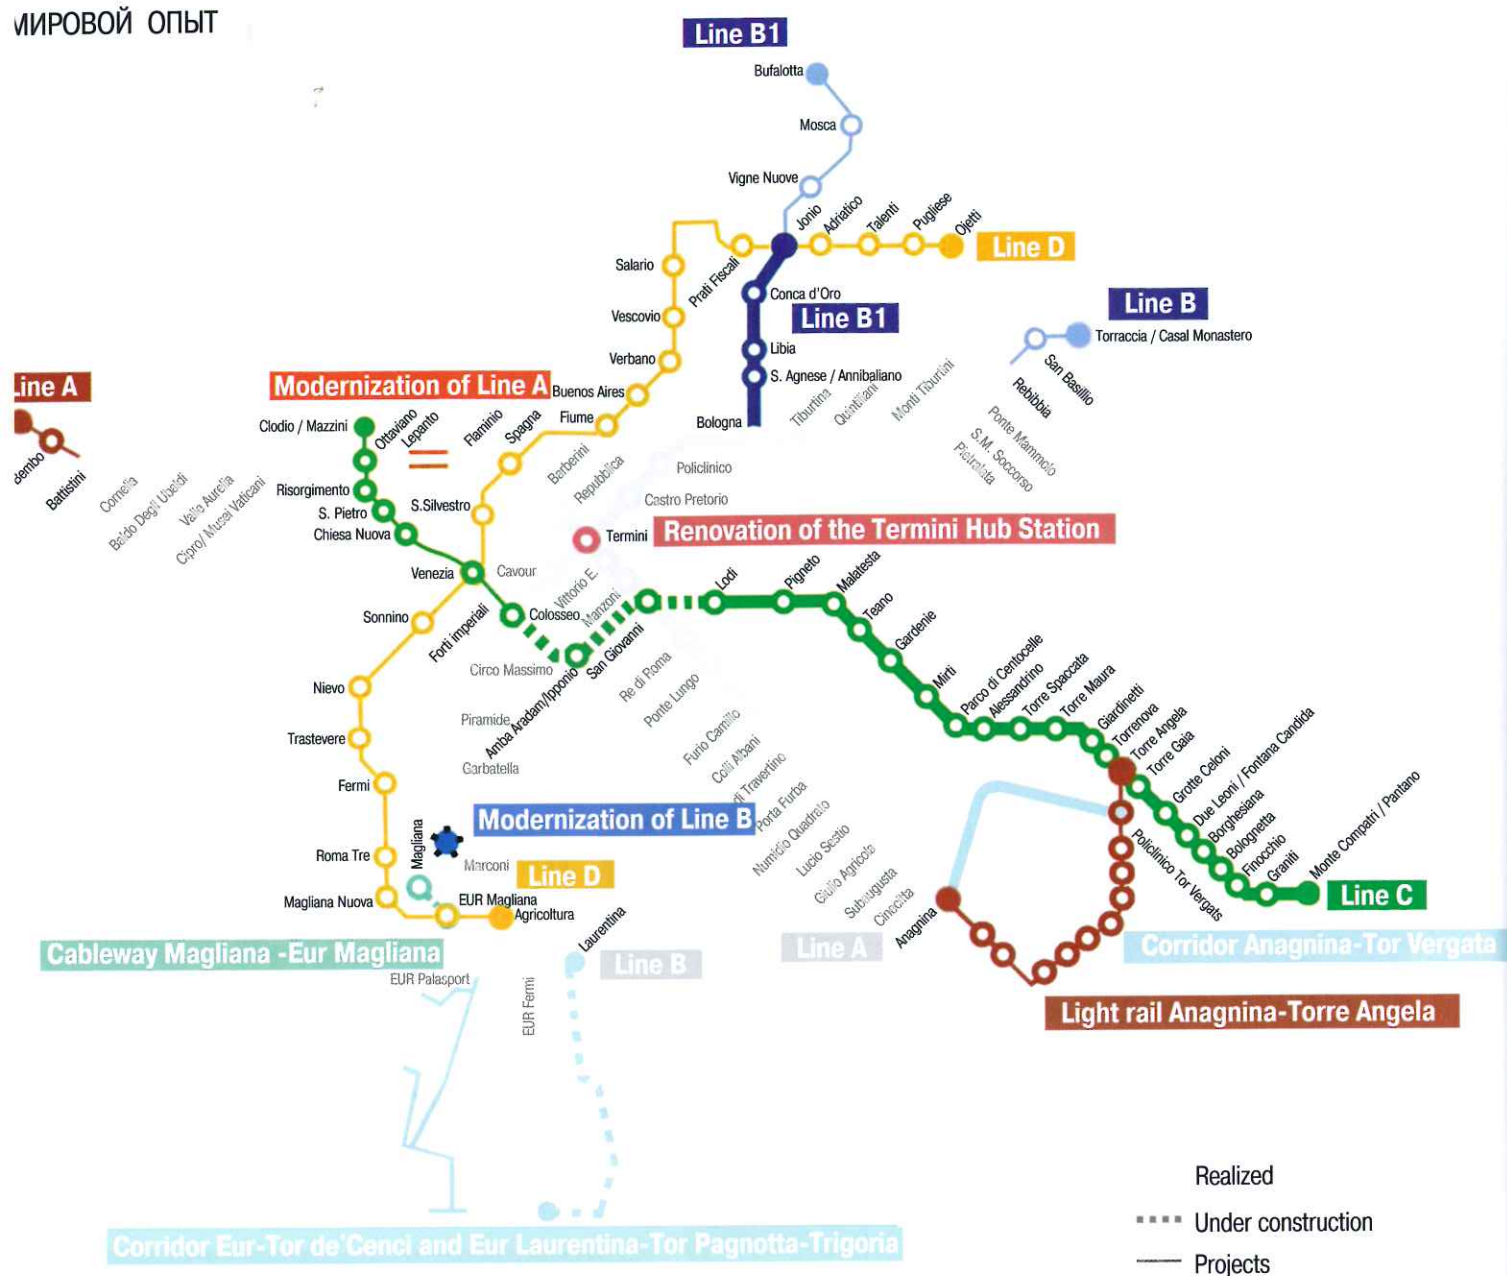 МИРОВОЙ ОПЫТ
Line B1
Bufalotta
Mosca
Vigne Nuove
Jonio
Adriatico
Talenti
Pugliese
Ojetti
Line D
Prati Fiscali
Salario
Vescovio
Verbano
Buenos Aires
Fiume
Conca d'Oro
Line B1
Libia
S. Agnese / Annibaliano
Bologna
Line B
Torraccia / Casal Monastero
San Basillio
Rebibbia
Ponte Mammolo
S.M. Soccorso
Pietralata
Monti Tiburtini
Quintiliani
Tiburtina
Line A
Battistini
Cornelia
Baldo Degli Ubaldi
Valle Aurelia
Cipro/ Musei Vaticani
Modernization of Line A
Clodio / Mazzini
Ottaviano
Lepanto
Flaminio
Spagna
Barberini
Repubblica
Policlinico
Castro Pretorio
Risorgimento
S. Pietro
Chiesa Nuova
S.Silvestro
Termini
Renovation of the Termini Hub Station
Venezia
Cavour
Vittorio E.
Manzoni
Sonnino
Forti imperiali
Colosseo
Circo Massimo
Amba Aradam/Ipponio
San Giovanni
Lodi
Pigneto
Malatesta
Teano
Gardenie
Mirti
Parco di Centocelle
Alessandrino
Torre Spaccata
Torre Maura
Giardinetti
Torrenova
Torre Angela
Torre Gaia
Grotte Celoni
Due Leoni / Fontana Candida
Borghesiana
Bolognetta
Finocchio
Graniti
Monte Compatri / Pantano
Line C
Re di Roma
Ponte Lungo
Furio Camillo
Colli Albani
di Travertino
Porta Furba
Numidio Quadrato
Lucio Sestio
Giulio Agricola
Subaugusta
Cinecitta
Anagnina
Line A
Policlinico Tor Vergats
Corridor Anagnina-Tor Vergata
Light rail Anagnina-Torre Angela
Nievo
Trastevere
Piramide
Garbatella
Fermi
Modernization of Line B
Magliana
Marconi
Roma Tre
Line D
Magliana Nuova
EUR Magliana
Agricoltura
Cableway Magliana -Eur Magliana
EUR Palasport
EUR Fermi
Laurentina
Line B
Corridor Eur-Tor de'Cenci and Eur Laurentina-Tor Pagnotta-Trigoria
Realized
Under construction
Projects